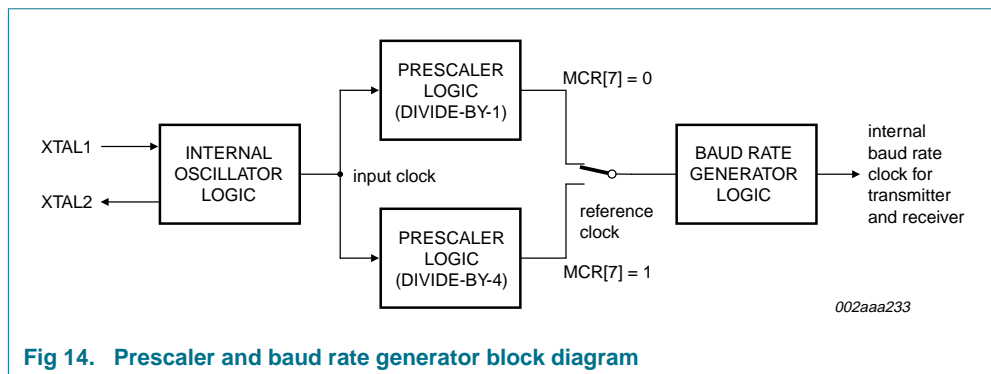 XTAL1
XTAL2
INTERNAL
OSCILLATOR
LOGIC
input clock
PRESCALER
LOGIC
(DIVIDE-BY-1)
PRESCALER
LOGIC
(DIVIDE-BY-4)
MCR[7] = 0
reference
clock
MCR[7] = 1
BAUD RATE
GENERATOR
LOGIC
internal
baud rate
clock for
transmitter
and receiver
002aaa233
Fig 14. Prescaler and baud rate generator block diagram